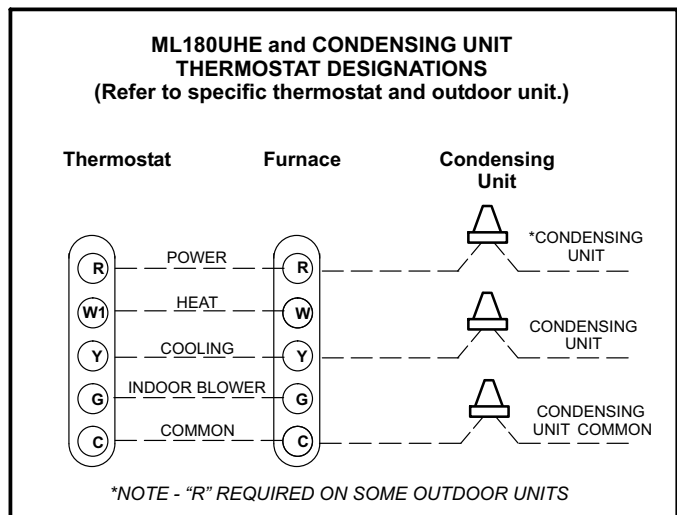 ML180UHE and CONDENSING UNIT
THERMOSTAT DESIGNATIONS
(Refer to specific thermostat and outdoor unit.)
Thermostat
Furnace
Condensing
Unit
R
POWER
R
*CONDENSING
UNIT
W1
HEAT
W
Y
COOLING
Y
CONDENSING
UNIT
G
INDOOR BLOWER
G
C
COMMON
C
CONDENSING
UNIT COMMON
*NOTE - “R” REQUIRED ON SOME OUTDOOR UNITS